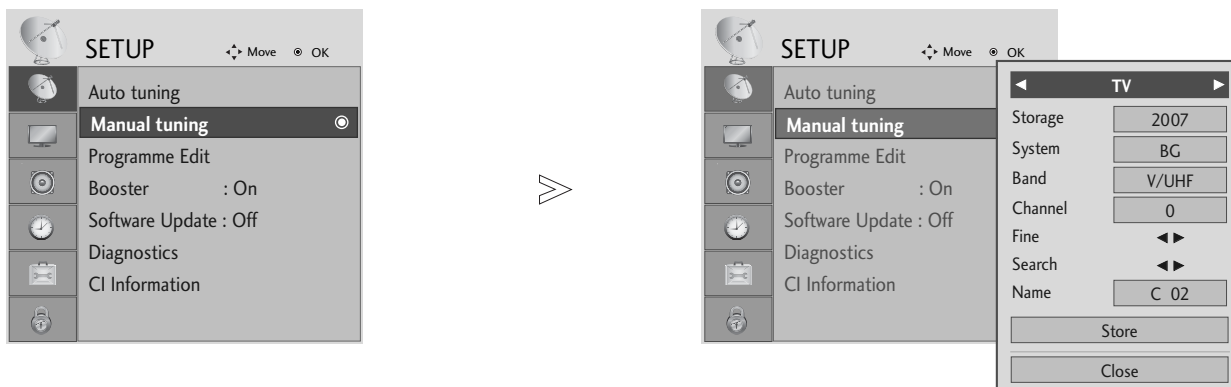 SETUP Move OK
Auto tuning
Manual tuning
Programme Edit
Booster : On
Software Update : Off
Diagnostics
CI Information
SETUP Move OK
Auto tuning
Manual tuning
Programme Edit
Booster : On
Software Update : Off
Diagnostics
CI Information
◄ TV ►
Storage 2007
System BG
Band V/UHF
Channel 0
Fine ◄ ►
Search ◄ ►
Name C 02
Store
Close